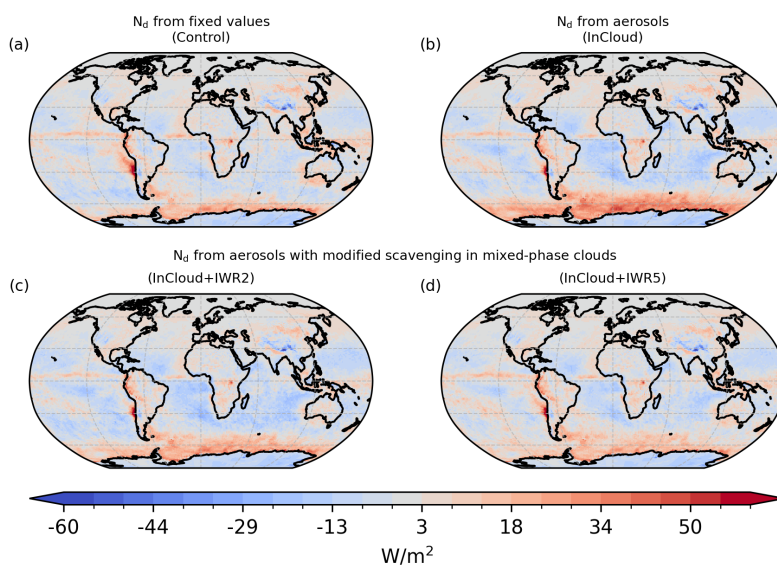 N_d from fixed values
(Control)
N_d from aerosols
(InCloud)
(a)
(b)
N_d from aerosols with modified scavenging in mixed-phase clouds
(InCloud+IWR2)
(InCloud+IWR5)
(c)
(d)
-60 -44 -29 -13 3 18 34 50
W/m²